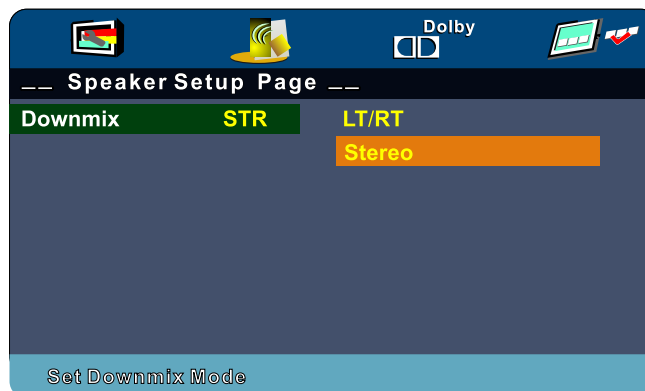 Dolby
__ Speaker Setup Page __
Downmix STR LT/RT
Stereo
Set Downmix Mode